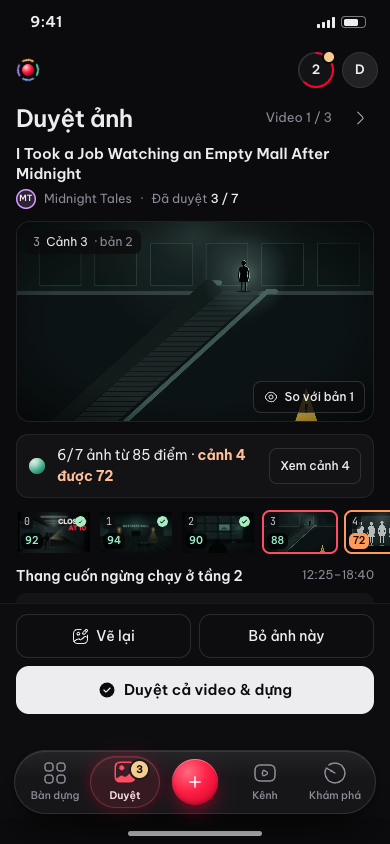 9:41
2
D
Duyệt ảnh
Video 1 / 3
I Took a Job Watching an Empty Mall After
Midnight
MT Midnight Tales · Đã duyệt 3 / 7
3 Cảnh 3 · bản 2
So với bản 1
6/7 ảnh từ 85 điểm · cảnh 4
được 72
Xem cảnh 4
0 1 2 3 4
92 94 90 88 72
Thang cuốn ngừng chạy ở tầng 2
12:25–18:40
Vẽ lại
Bỏ ảnh này
Duyệt cả video & dựng
3
Bàn dựng
Duyệt
Kênh
Khám phá